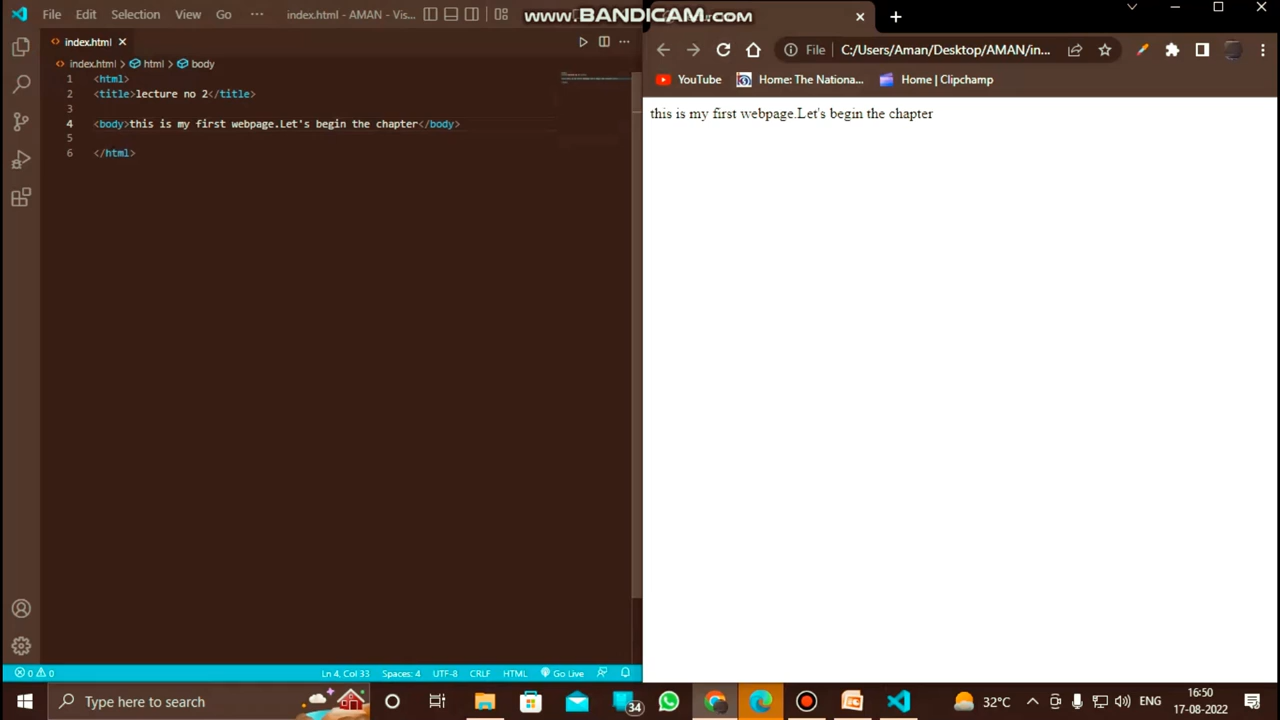 File Edit Selection View Go ··· index.html - AMAN - Vis...
www.BANDICAM.com
index.html
index.html > html > body
1 <html>
2 <title>lecture no 2</title>
3
4 <body>this is my first webpage.Let's begin the chapter</body>
5
6 </html>
File C:/Users/Aman/Desktop/AMAN/in...
YouTube Home: The Nationa... Home | Clipchamp
this is my first webpage.Let's begin the chapter
0 0 Ln 4, Col 33 Spaces: 4 UTF-8 CRLF HTML Go Live
Type here to search
34
32°C ENG
16:50
17-08-2022